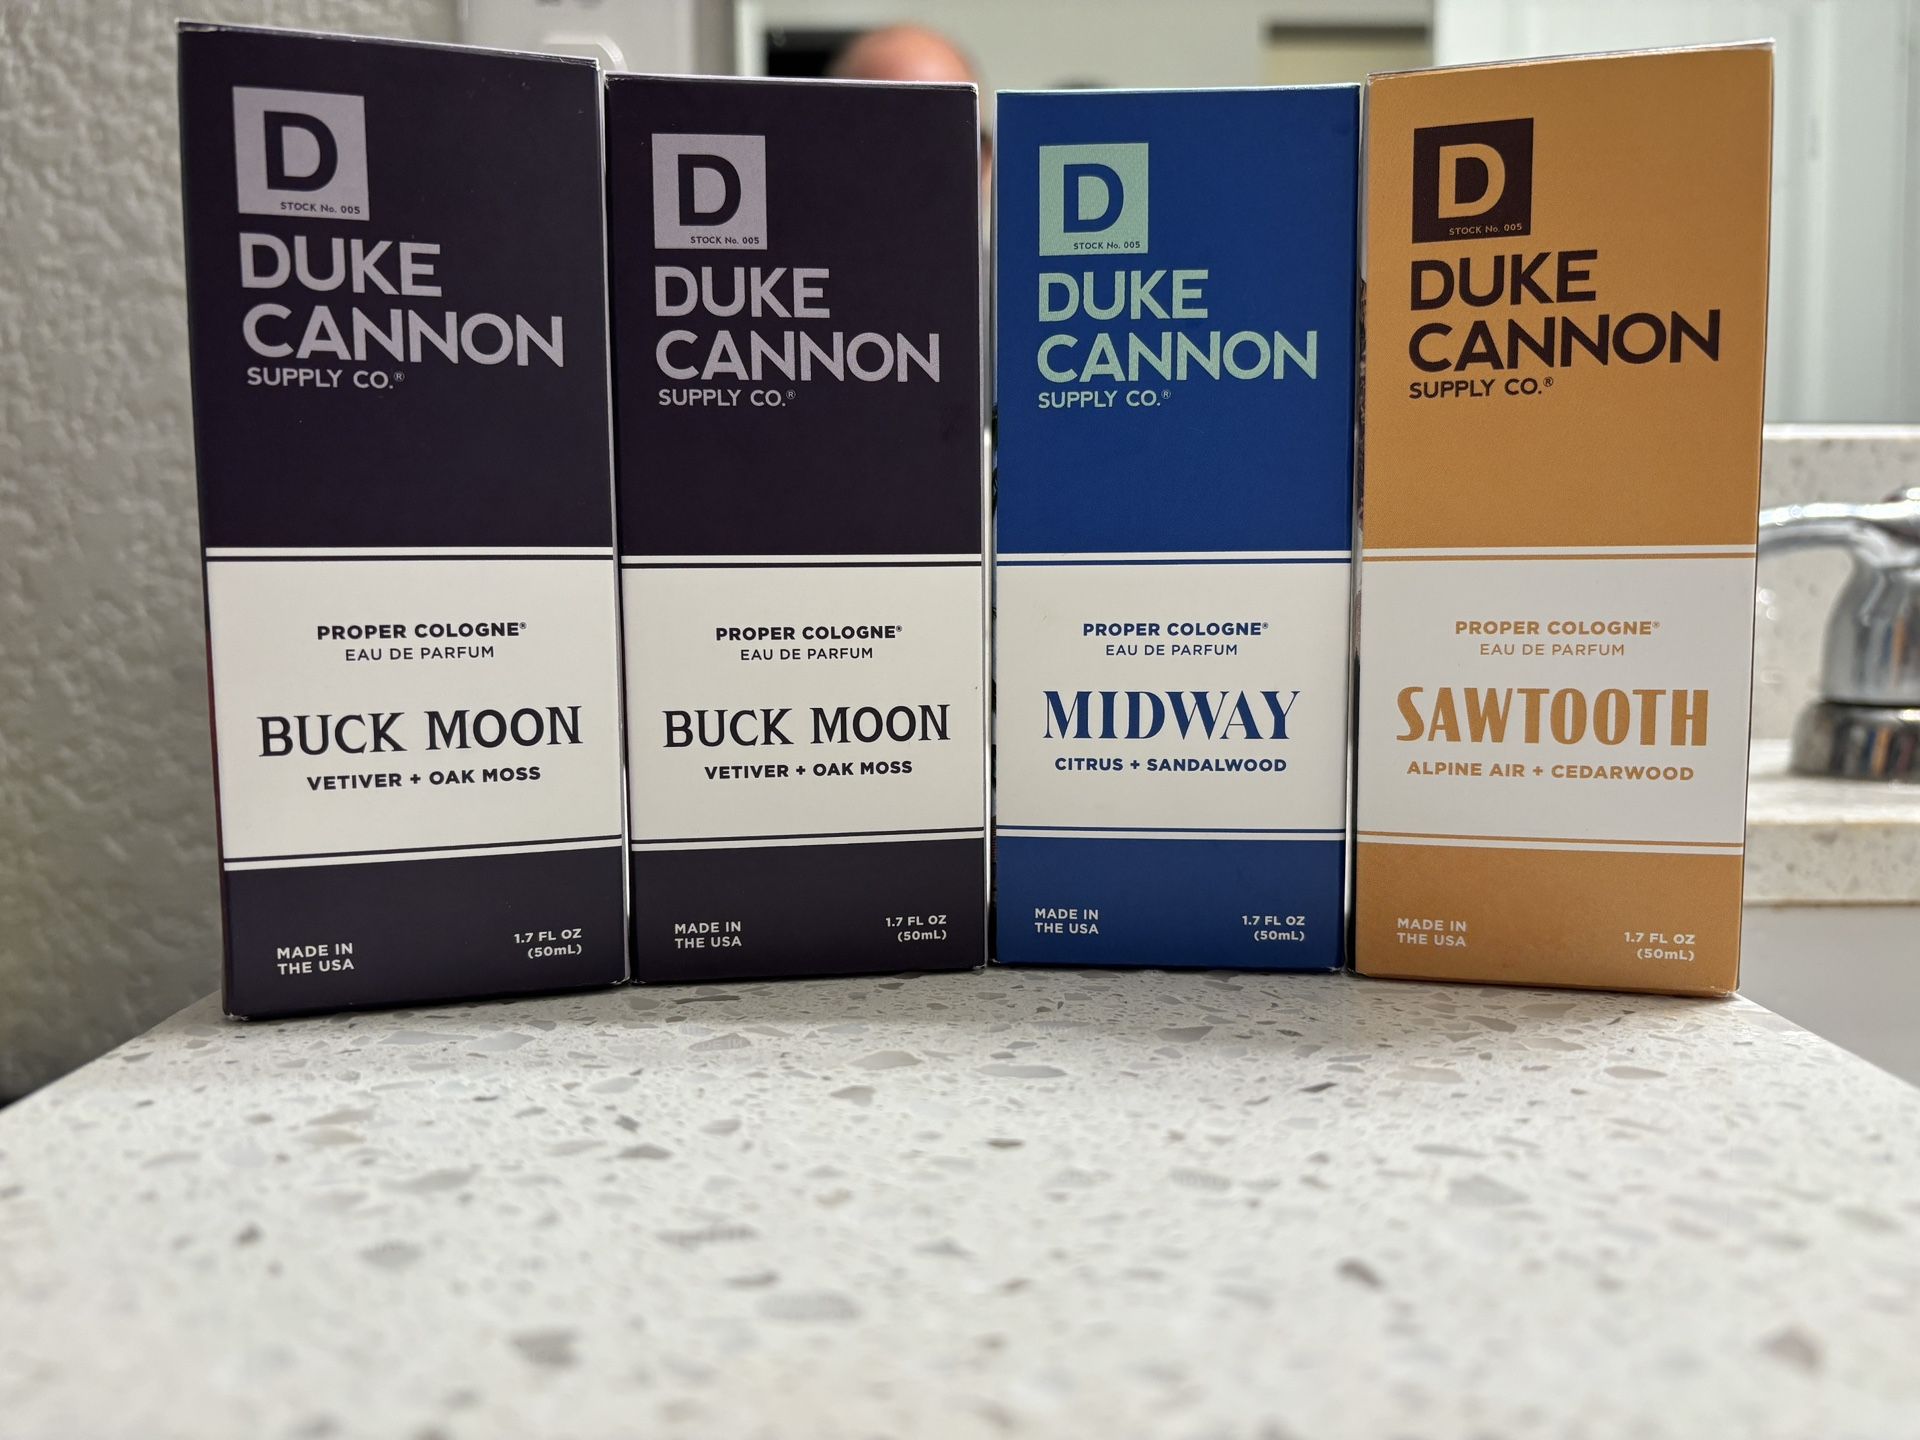 D
STOCK No. 005
DUKE
CANNON
SUPPLY CO.®
PROPER COLOGNE®
EAU DE PARFUM
BUCK MOON
VETIVER + OAK MOSS
MADE IN
THE USA
1.7 FL OZ
(50mL)
D
STOCK No. 005
DUKE
CANNON
SUPPLY CO.®
PROPER COLOGNE®
EAU DE PARFUM
BUCK MOON
VETIVER + OAK MOSS
MADE IN
THE USA
1.7 FL OZ
(50mL)
D
STOCK No. 005
DUKE
CANNON
SUPPLY CO.®
PROPER COLOGNE®
EAU DE PARFUM
MIDWAY
CITRUS + SANDALWOOD
MADE IN
THE USA
1.7 FL OZ
(50mL)
D
STOCK No. 005
DUKE
CANNON
SUPPLY CO.®
PROPER COLOGNE®
EAU DE PARFUM
SAWTOOTH
ALPINE AIR + CEDARWOOD
MADE IN
THE USA
1.7 FL OZ
(50mL)